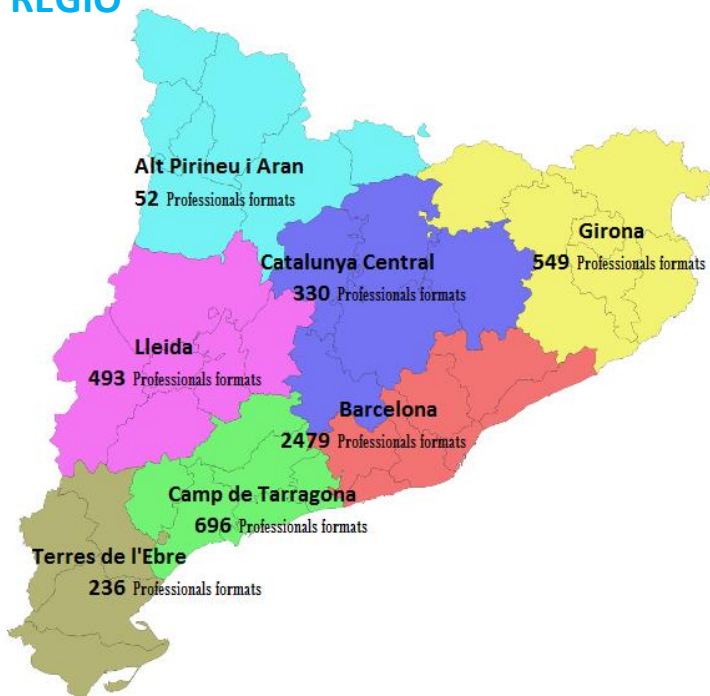 REGIÓ
Alt Pirineu i Aran
52 Professionals formats
Girona
549 Professionals formats
Catalunya Central
330 Professionals formats
Lleida
493 Professionals formats
Barcelona
2479 Professionals formats
Camp de Tarragona
696 Professionals formats
Terres de l'Ebre
236 Professionals formats